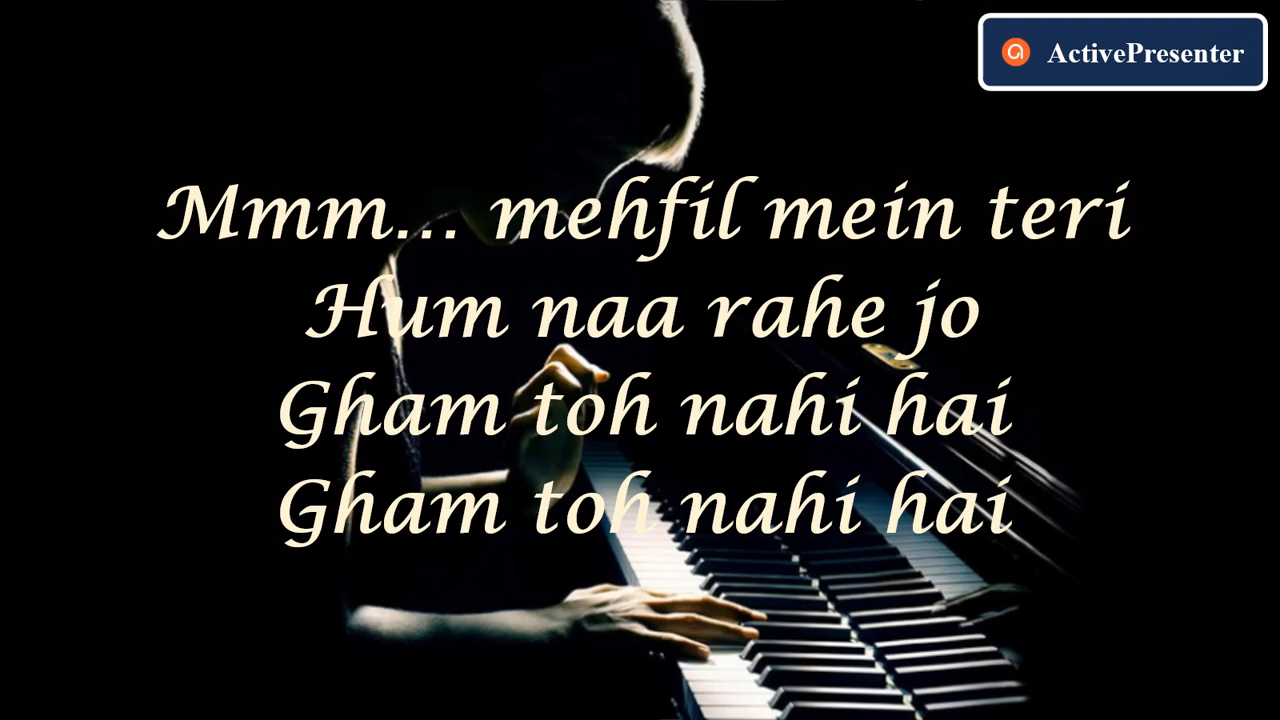 ActivePresenter
Mmm... mehfil mein teri
Hum naa rahe jo
Gham toh nahi hai
Gham toh nahi hai